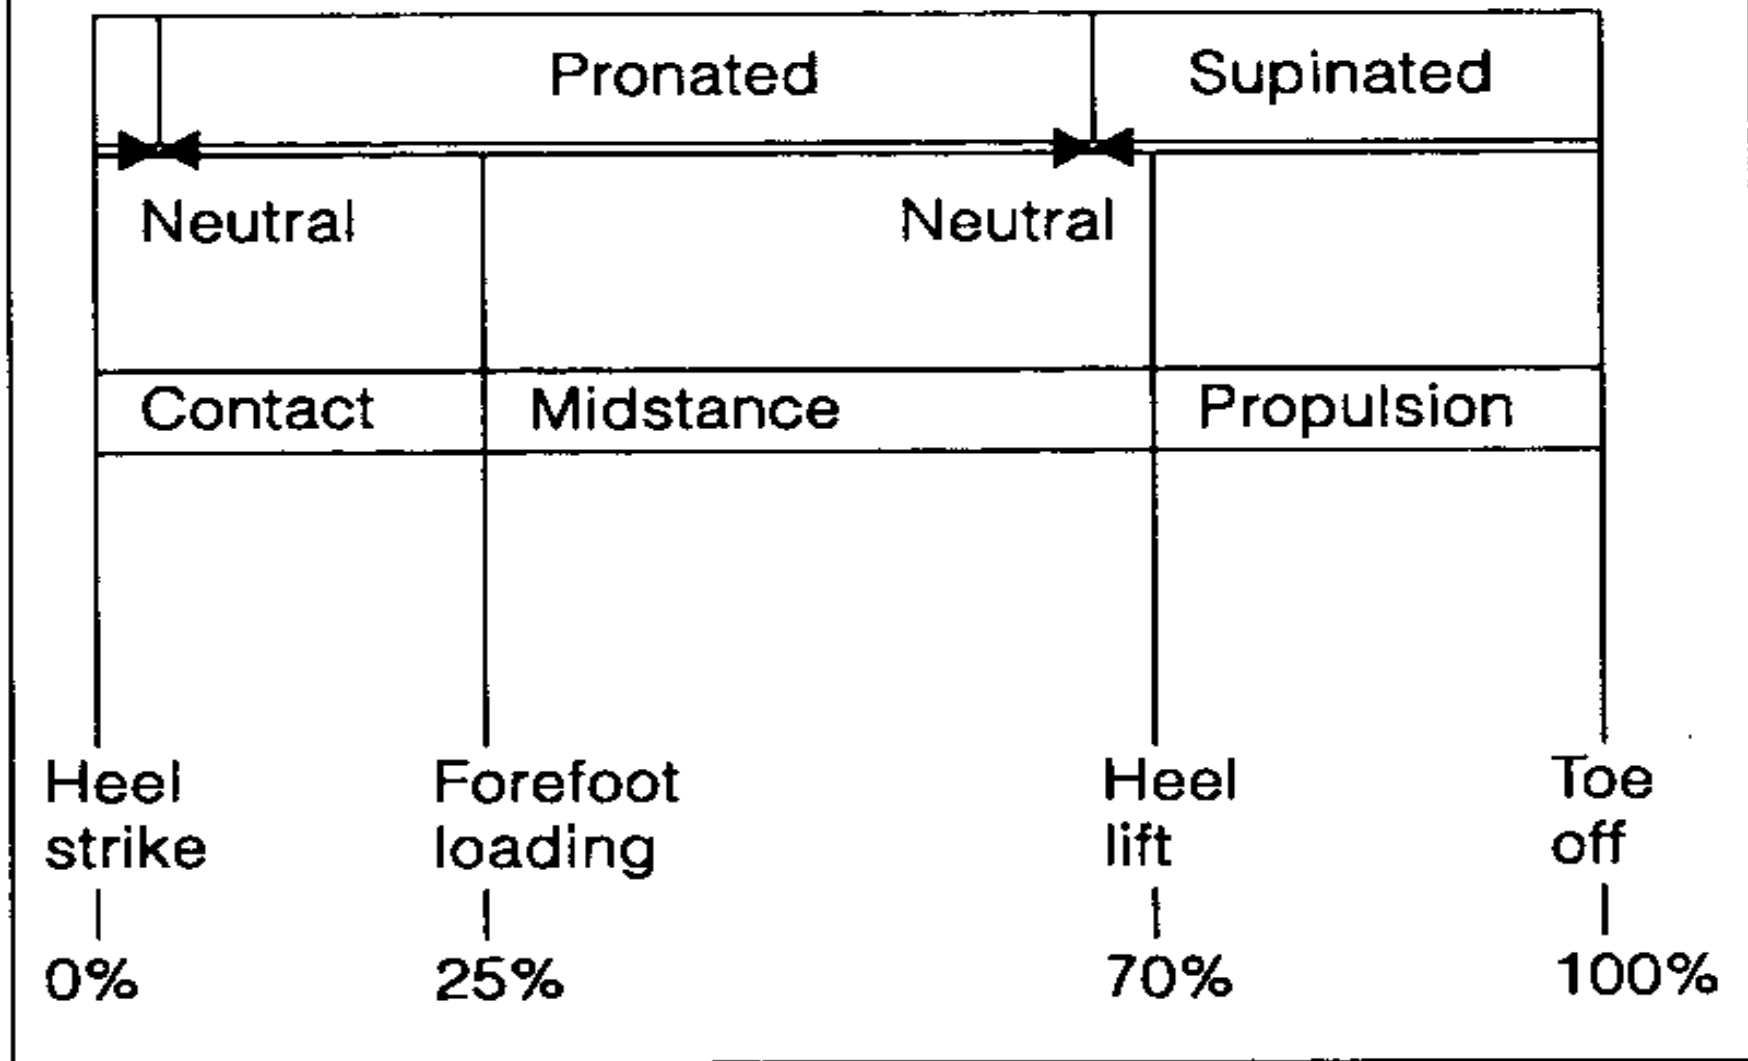 Pronated
Supinated
Neutral
Neutral
Contact
Midstance
Propulsion
Heel
strike
Forefoot
loading
Heel
lift
Toe
off
0%
25%
70%
100%